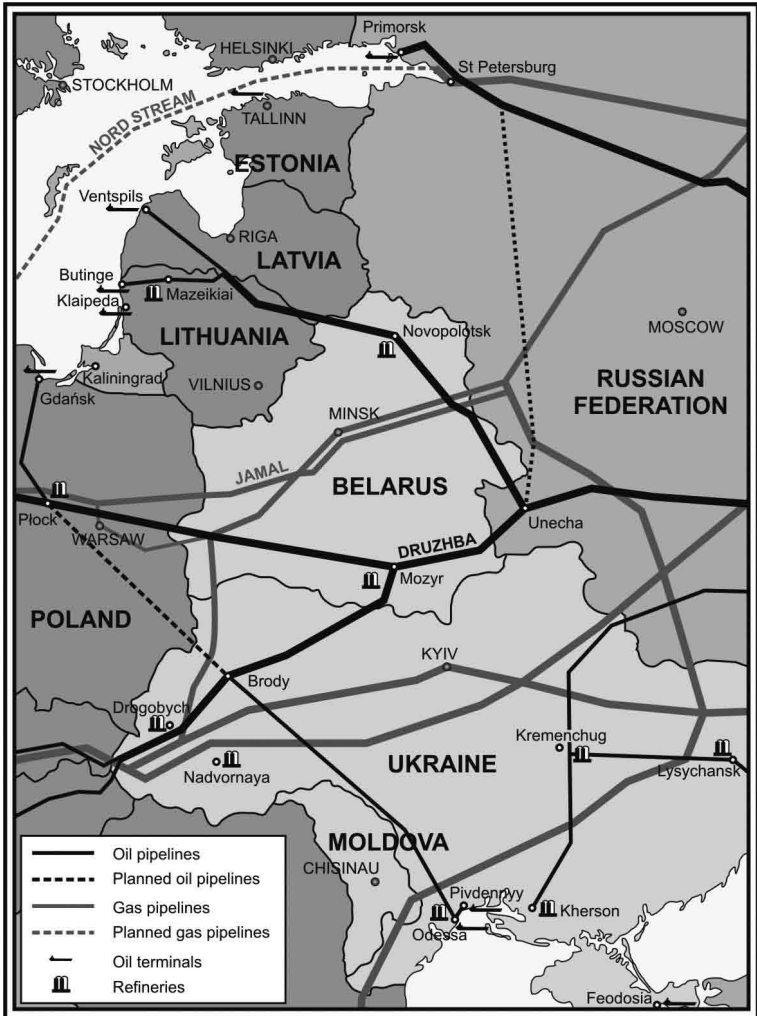 Primorsk
HELSINKI
St Petersburg
STOCKHOLM
NORD STREAM
TALLINN
ESTONIA
Ventspils
RIGA
LATVIA
Butinge
Mazeikiai
Klaipeda
LITHUANIA
Novopolotsk
MOSCOW
Kaliningrad
VILNIUS
RUSSIAN
FEDERATION
Gdańsk
MINSK
JAMAL
BELARUS
Płock
Unecha
WARSAW
DRUZHBA
Mozyr
POLAND
KYIV
Brody
Drogobych
Kremenchug
Nadvornaya
UKRAINE
Lysychansk
MOLDOVA
CHISINAU
Pivdennyy
Kherson
Odessa
Feodosia
Oil pipelines
Planned oil pipelines
Gas pipelines
Planned gas pipelines
Oil terminals
Refineries